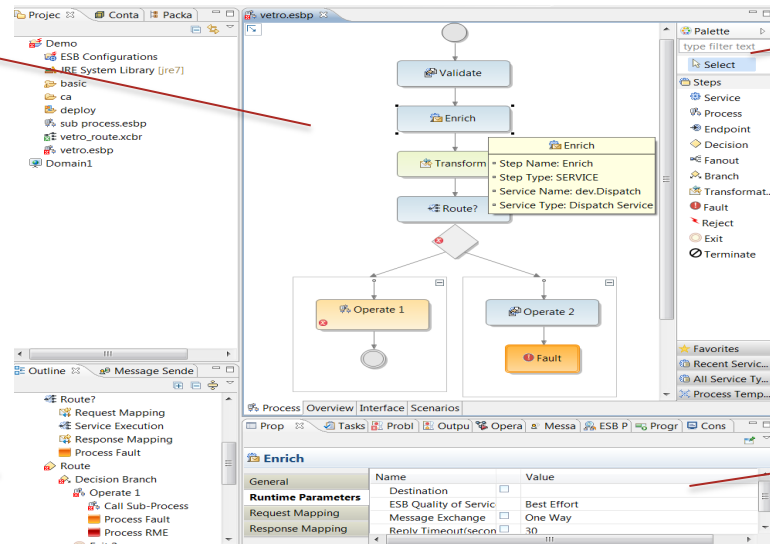 Projec
Conta
Packa
Demo
ESB Configurations
JRE System Library [jre7]
basic
ca
deploy
sub process.esbp
vetro_route.xcbr
vetro.esbp
Domain1
vetro.esbp
Validate
Enrich
Transform
Route?
Enrich
Step Name: Enrich
Step Type: SERVICE
Service Name: dev.Dispatch
Service Type: Dispatch Service
Operate 1
Operate 2
Fault
Palette
type filter text
Select
Steps
Service
Process
Endpoint
Decision
Fanout
Branch
Transformat...
Fault
Reject
Exit
Terminate
Favorites
Recent Servic...
All Service Ty...
Process Temp...
Process Overview Interface Scenarios
Outline
Message Sende
Route?
Request Mapping
Service Execution
Response Mapping
Process Fault
Route
Decision Branch
Operate 1
Call Sub-Process
Process Fault
Process RME
Prop Tasks Probl Outpu Opera Messa ESB P Progr Cons
Enrich
General
Runtime Parameters
Request Mapping
Response Mapping
Name Value
Destination
ESB Quality of Servic Best Effort
Message Exchange One Way
Reply Timeout(secon 30